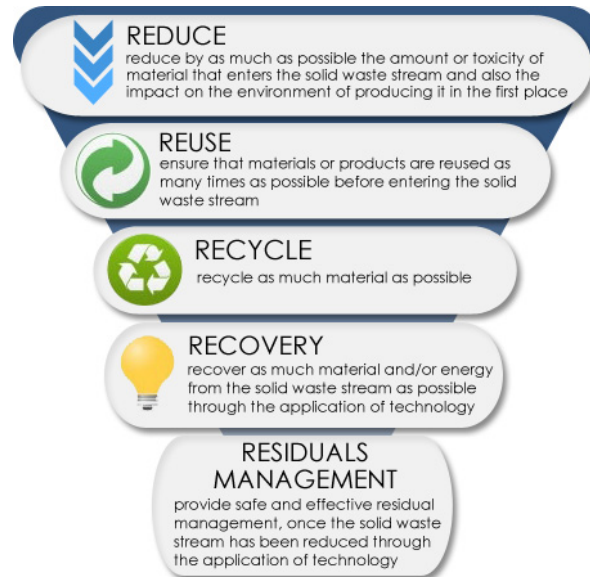 REDUCE
reduce by as much as possible the amount or toxicity of
material that enters the solid waste stream and also the
impact on the environment of producing it in the first place
REUSE
ensure that materials or products are reused as
many times as possible before entering the solid
waste stream
RECYCLE
recycle as much material as possible
RECOVERY
recover as much material and/or energy
from the solid waste stream as possible
through the application of technology
RESIDUALS
MANAGEMENT
provide safe and effective residual
management, once the solid waste
stream has been reduced through
the application of technology